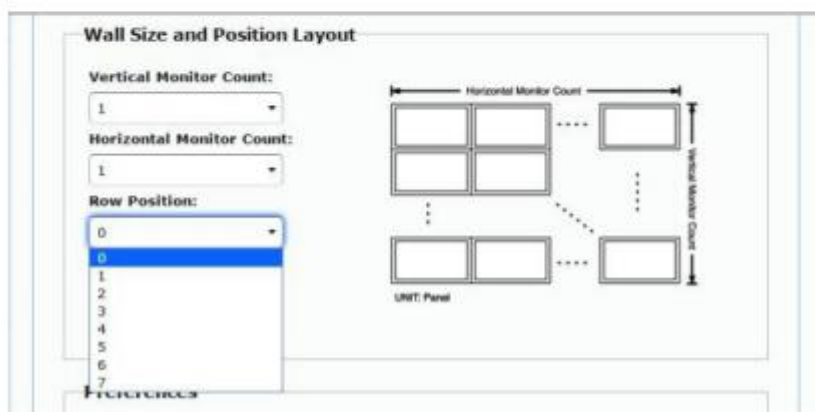 Wall Size and Position Layout
Vertical Monitor Count:
1
Horizontal Monitor Count:
1
Row Position:
0
0
1
2
3
4
5
6
7
Horizontal Monitor Count
Vertical Monitor Count
UNIT: Panel
Preferences